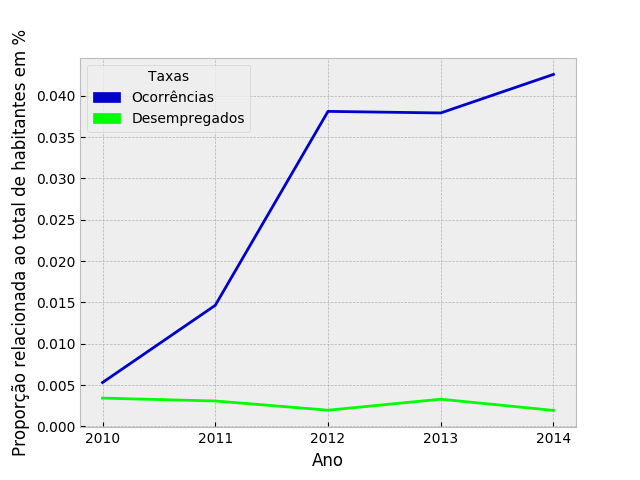 Proporção relacionada ao total de habitantes em %
Taxas
Ocorrências
Desempregados
0.040
0.035
0.030
0.025
0.020
0.015
0.010
0.005
0.000
2010 2011 2012 2013 2014
Ano